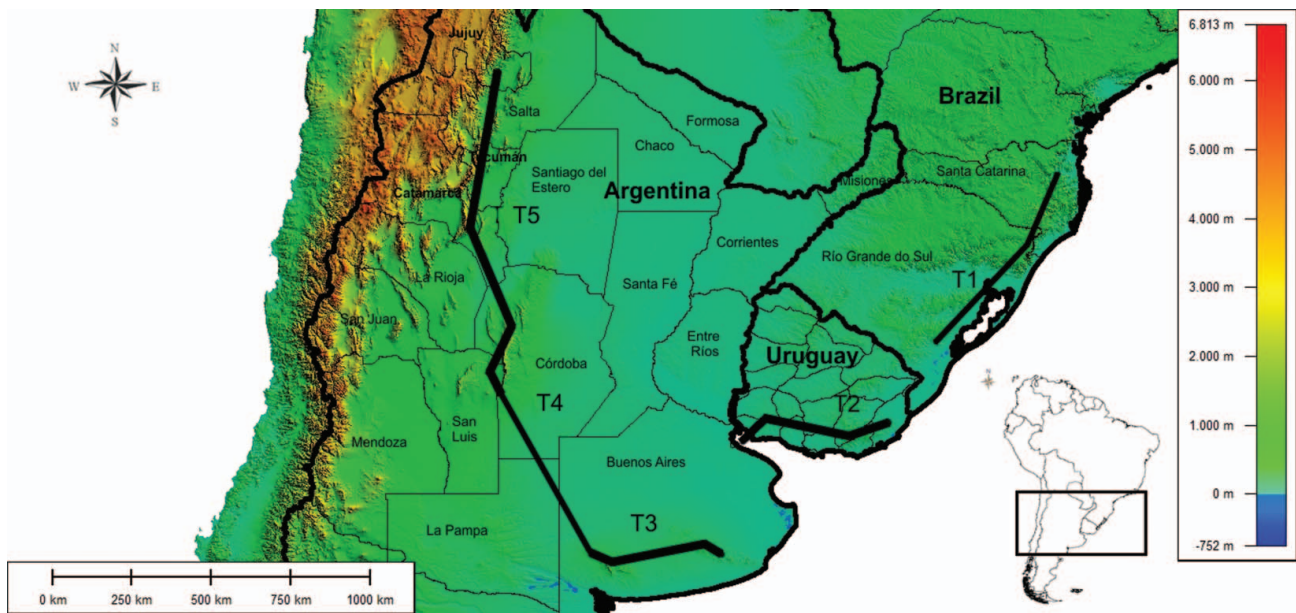 N
W E
S
Jujuy
Salta
Formosa
Chaco
Tucumán
Santiago del
Estero
Catamarca
Argentina
Misiones
Brazil
Santa Catarina
T5
Corrientes
La Rioja
Río Grande do Sul
Santa Fé
T1
San Juan
Entre
Ríos
Uruguay
Córdoba
T4
T2
San
Luis
Mendoza
Buenos Aires
T3
La Pampa
0 km 250 km 500 km 750 km 1000 km
6.813 m
6.000 m
5.000 m
4.000 m
3.000 m
2.000 m
1.000 m
0 m
-752 m